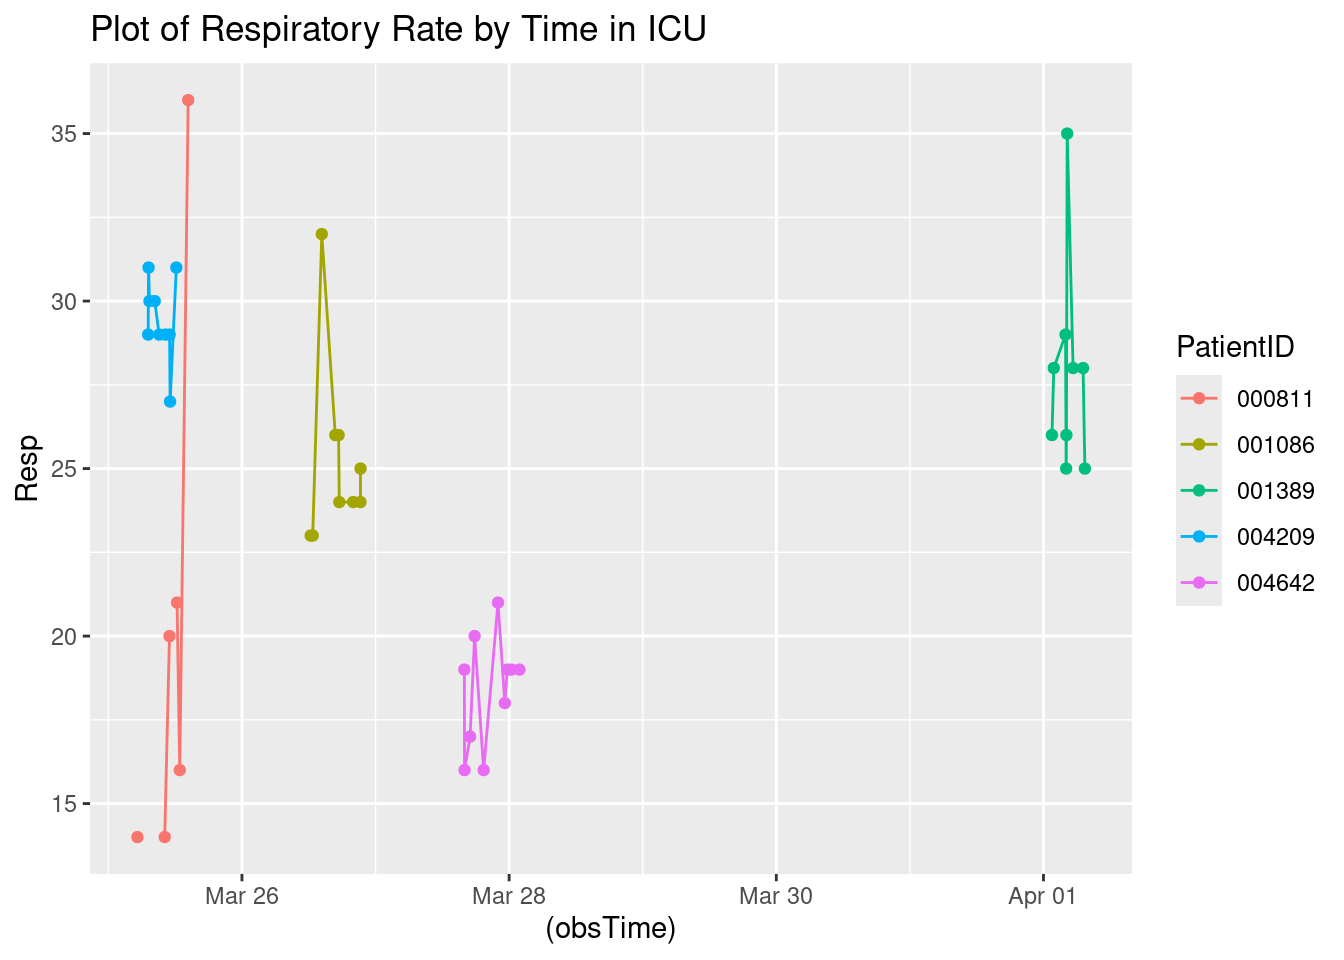 Plot of Respiratory Rate by Time in ICU
35
30
25
20
15
Resp
Mar 26
Mar 28
Mar 30
Apr 01
(obsTime)
PatientID
000811
001086
001389
004209
004642